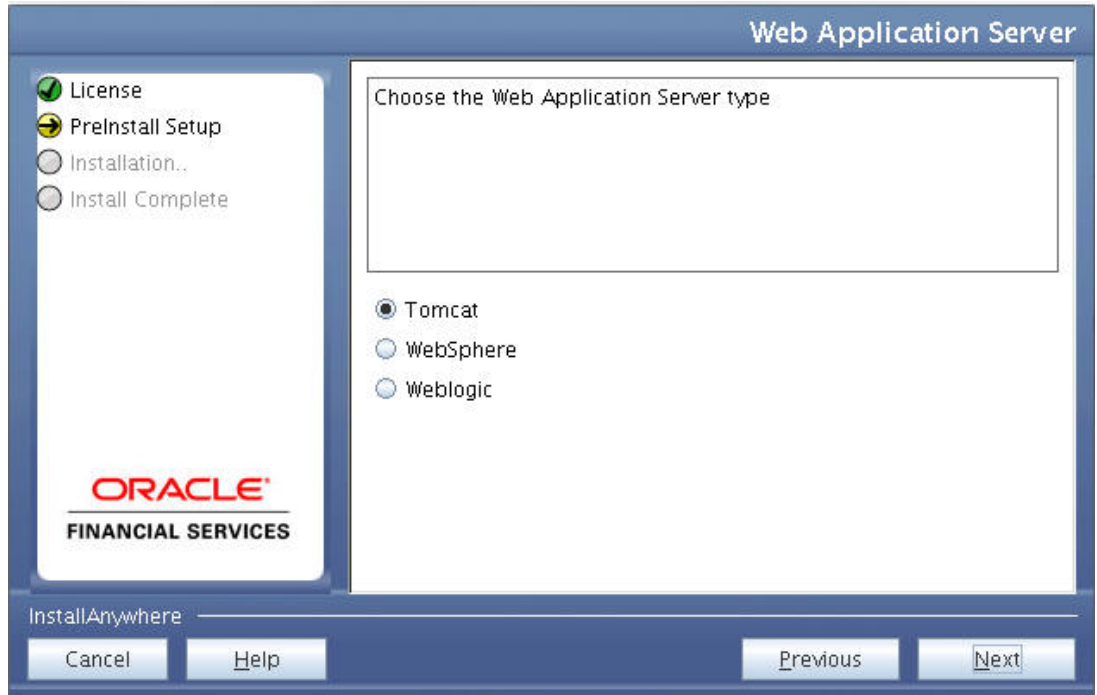 Web Application Server
License
PreInstall Setup
Installation..
Install Complete
Choose the Web Application Server type
Tomcat
WebSphere
Weblogic
ORACLE
FINANCIAL SERVICES
InstallAnywhere
Cancel
Help
Previous
Next